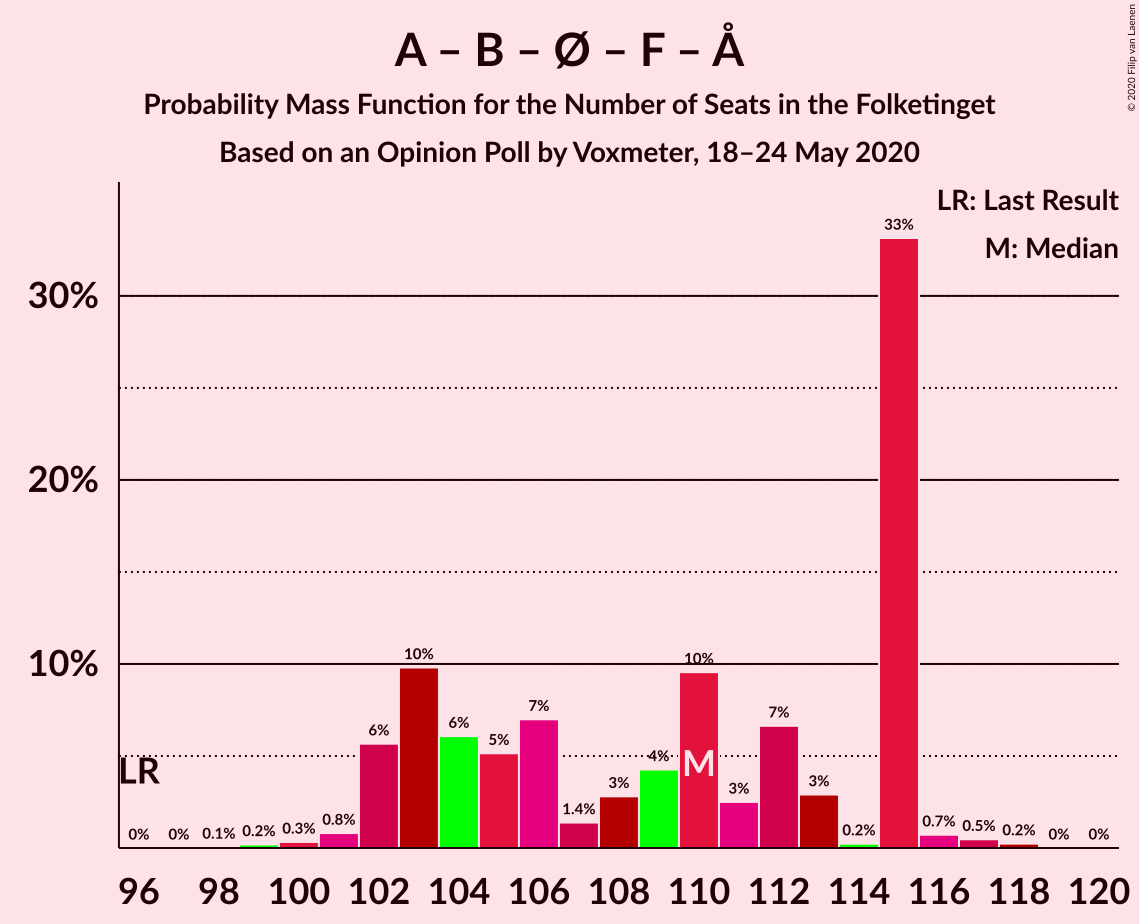 A – B – Ø – F – Å
Probability Mass Function for the Number of Seats in the Folketinget
Based on an Opinion Poll by Voxmeter, 18–24 May 2020
© 2020 Filip van Laenen
LR: Last Result
M: Median
30%
20%
10%
LR
M
0% 0% 0.1% 0.2% 0.3% 0.8% 6% 10% 6% 5% 7% 1.4% 3% 4% 10% 3% 7% 3% 0.2% 33% 0.7% 0.5% 0.2% 0% 0%
96 98 100 102 104 106 108 110 112 114 116 118 120